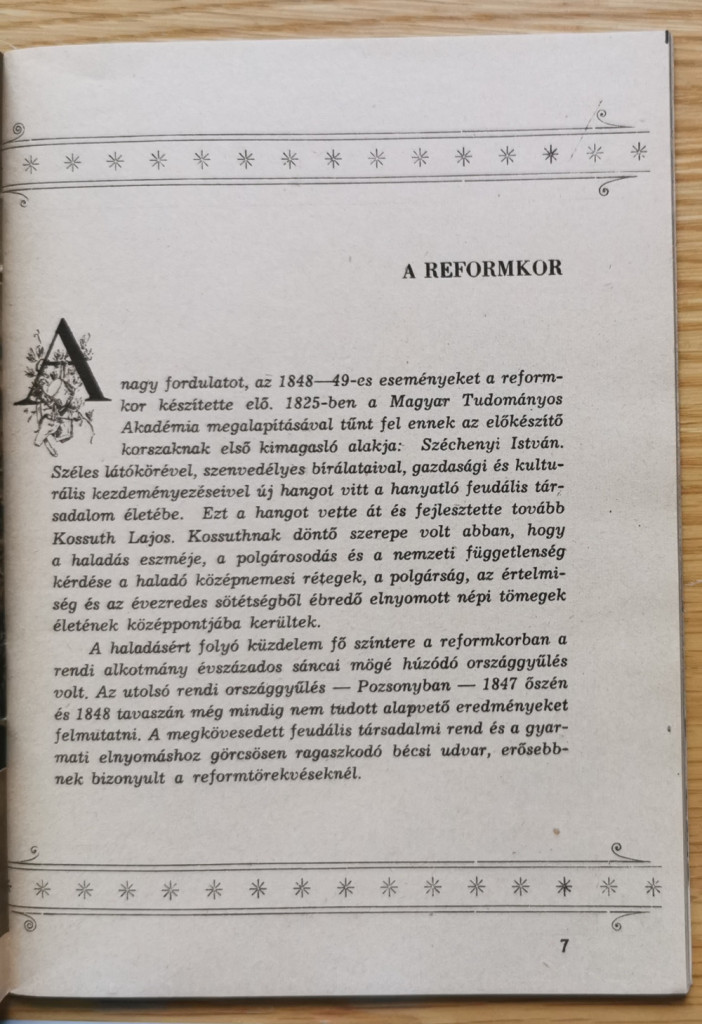 A REFORMKOR
A
nagy fordulatot, az 1848—49-es eseményeket a reform-
kor készítette elő. 1825-ben a Magyar Tudományos
Akadémia megalapításával tűnt fel ennek az előkészítő
korszaknak első kimagasló alakja: Széchenyi István.
Széles látókörével, szenvedélyes bírálataival, gazdasági és kultu-
rális kezdeményezéseivel új hangot vitt a hanyatló feudális tár-
sadalom életébe. Ezt a hangot vette át és fejlesztette tovább
Kossuth Lajos. Kossuthnak döntő szerepe volt abban, hogy
a haladás eszméje, a polgárosodás és a nemzeti függetlenség
kérdése a haladó középnemesi rétegek, a polgárság, az értelmi-
ség és az évezredes sötétségből ébredő elnyomott népi tömegek
életének középpontjába kerültek.
A haladásért folyó küzdelem fő színtere a reformkorban a
rendi alkotmány évszázados sáncai mögé húzódó országgyűlés
volt. Az utolsó rendi országgyűlés — Pozsonyban — 1847 őszén
és 1848 tavaszán még mindig nem tudott alapvető eredményeket
felmutatni. A megkövesedett feudális társadalmi rend és a gyar-
mati elnyomáshoz görcsösen ragaszkodó bécsi udvar, erősebb-
nek bizonyult a reformtörekvéseknél.
7